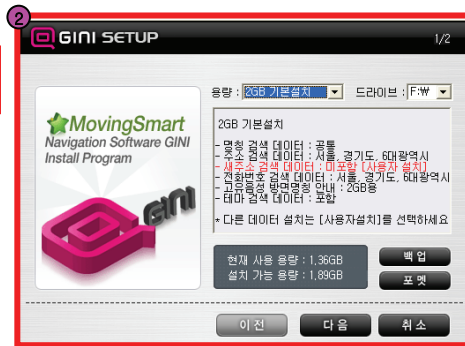 2
GINI SETUP
1/2
용량 : 2GB 기본설치 드라이브 : F:₩
MovingSmart
Navigation Software GINI
Install Program
GINI
2GB 기본설치
- 명칭 검색 데이터 : 공통
- 주소 검색 데이터 : 서울, 경기도, 6대광역시
- 새주소 검색 데이터 : 미포함 [사용자 설치]
- 전화번호 검색 데이터 : 서울, 경기도, 6대광역시
- 고유음성 방면명칭 안내 : 2GB용
- 테마 검색 데이터 : 포함
* 다른 데이터 설치는 [사용자설치]를 선택하세요
현재 사용 용량 : 1,36GB
설치 가능 용량 : 1,89GB
백 업
포 멧
이 전 다 음 취 소